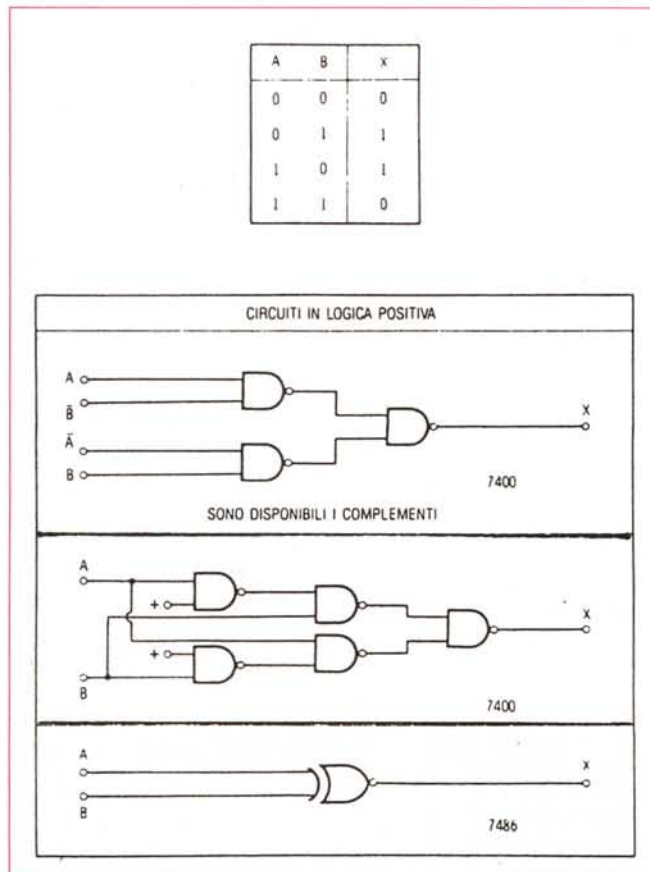 A B x
0 0 0
0 1 1
1 0 1
1 1 0
CIRCUITI IN LOGICA POSITIVA
A
B̄
X
Ā
B
7400
SONO DISPONIBILI I COMPLEMENTI
A
+
X
+
B
7400
A
X
B
7486